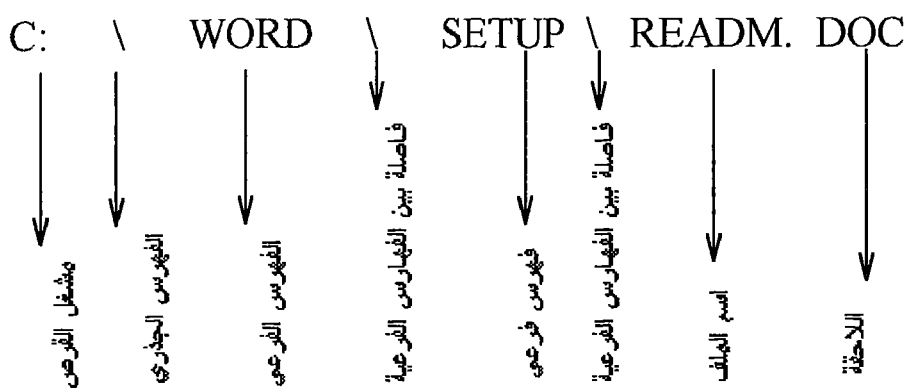 C: \ WORD \ SETUP \ READM. DOC
مشغل القرص
الفهرس الجذري
الفهرس الفرعي
فاصلة بين الفهارس الفرعية
فهرس فرعي
فاصلة بين الفهارس الفرعية
اسم الملف
اللاحقة